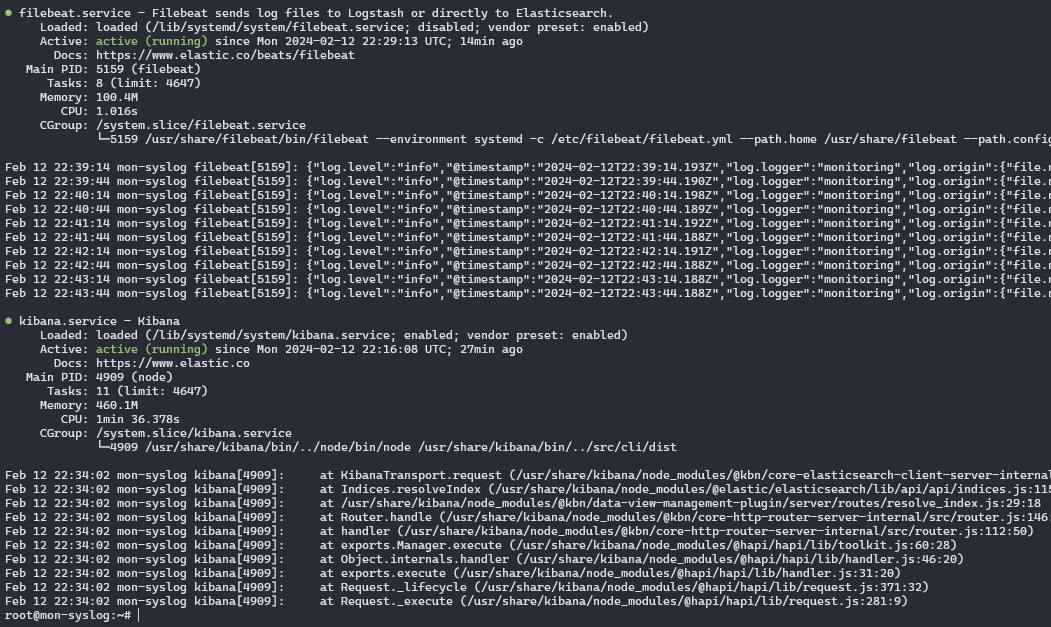 ● filebeat.service - Filebeat sends log files to Logstash or directly to Elasticsearch.
Loaded: loaded (/lib/systemd/system/filebeat.service; disabled; vendor preset: enabled)
Active: active (running) since Mon 2024-02-12 22:29:13 UTC; 14min ago
Docs: https://www.elastic.co/beats/filebeat
Main PID: 5159 (filebeat)
Tasks: 8 (limit: 4647)
Memory: 100.4M
CPU: 1.016s
CGroup: /system.slice/filebeat.service
└─5159 /usr/share/filebeat/bin/filebeat --environment systemd -c /etc/filebeat/filebeat.yml --path.home /usr/share/filebeat --path.config
Feb 12 22:39:14 mon-syslog filebeat[5159]: {"log.level":"info","@timestamp":"2024-02-12T22:39:14.193Z","log.logger":"monitoring","log.origin":{"file.n
Feb 12 22:39:44 mon-syslog filebeat[5159]: {"log.level":"info","@timestamp":"2024-02-12T22:39:44.190Z","log.logger":"monitoring","log.origin":{"file.n
Feb 12 22:40:14 mon-syslog filebeat[5159]: {"log.level":"info","@timestamp":"2024-02-12T22:40:14.198Z","log.logger":"monitoring","log.origin":{"file.n
Feb 12 22:40:44 mon-syslog filebeat[5159]: {"log.level":"info","@timestamp":"2024-02-12T22:40:44.189Z","log.logger":"monitoring","log.origin":{"file.n
Feb 12 22:41:14 mon-syslog filebeat[5159]: {"log.level":"info","@timestamp":"2024-02-12T22:41:14.192Z","log.logger":"monitoring","log.origin":{"file.n
Feb 12 22:41:44 mon-syslog filebeat[5159]: {"log.level":"info","@timestamp":"2024-02-12T22:41:44.188Z","log.logger":"monitoring","log.origin":{"file.n
Feb 12 22:42:14 mon-syslog filebeat[5159]: {"log.level":"info","@timestamp":"2024-02-12T22:42:14.191Z","log.logger":"monitoring","log.origin":{"file.n
Feb 12 22:42:44 mon-syslog filebeat[5159]: {"log.level":"info","@timestamp":"2024-02-12T22:42:44.188Z","log.logger":"monitoring","log.origin":{"file.n
Feb 12 22:43:14 mon-syslog filebeat[5159]: {"log.level":"info","@timestamp":"2024-02-12T22:43:14.188Z","log.logger":"monitoring","log.origin":{"file.n
Feb 12 22:43:44 mon-syslog filebeat[5159]: {"log.level":"info","@timestamp":"2024-02-12T22:43:44.188Z","log.logger":"monitoring","log.origin":{"file.n
● kibana.service - Kibana
Loaded: loaded (/lib/systemd/system/kibana.service; enabled; vendor preset: enabled)
Active: active (running) since Mon 2024-02-12 22:16:08 UTC; 27min ago
Docs: https://www.elastic.co
Main PID: 4909 (node)
Tasks: 11 (limit: 4647)
Memory: 460.1M
CPU: 1min 36.378s
CGroup: /system.slice/kibana.service
└─4909 /usr/share/kibana/bin/../node/bin/node /usr/share/kibana/bin/../src/cli/dist
Feb 12 22:34:02 mon-syslog kibana[4909]:     at KibanaTransport.request (/usr/share/kibana/node_modules/@kbn/core-elasticsearch-client-server-internal
Feb 12 22:34:02 mon-syslog kibana[4909]:     at Indices.resolveIndex (/usr/share/kibana/node_modules/@elastic/elasticsearch/lib/api/api/indices.js:115
Feb 12 22:34:02 mon-syslog kibana[4909]:     at /usr/share/kibana/node_modules/@kbn/data-view-management-plugin/server/routes/resolve_index.js:29:18
Feb 12 22:34:02 mon-syslog kibana[4909]:     at Router.handle (/usr/share/kibana/node_modules/@kbn/core-http-router-server-internal/src/router.js:146:
Feb 12 22:34:02 mon-syslog kibana[4909]:     at handler (/usr/share/kibana/node_modules/@kbn/core-http-router-server-internal/src/router.js:112:50)
Feb 12 22:34:02 mon-syslog kibana[4909]:     at exports.Manager.execute (/usr/share/kibana/node_modules/@hapi/hapi/lib/toolkit.js:60:28)
Feb 12 22:34:02 mon-syslog kibana[4909]:     at Object.internals.handler (/usr/share/kibana/node_modules/@hapi/hapi/lib/handler.js:46:20)
Feb 12 22:34:02 mon-syslog kibana[4909]:     at exports.execute (/usr/share/kibana/node_modules/@hapi/hapi/lib/handler.js:31:20)
Feb 12 22:34:02 mon-syslog kibana[4909]:     at Request._lifecycle (/usr/share/kibana/node_modules/@hapi/hapi/lib/request.js:371:32)
Feb 12 22:34:02 mon-syslog kibana[4909]:     at Request._execute (/usr/share/kibana/node_modules/@hapi/hapi/lib/request.js:281:9)
root@mon-syslog:~#